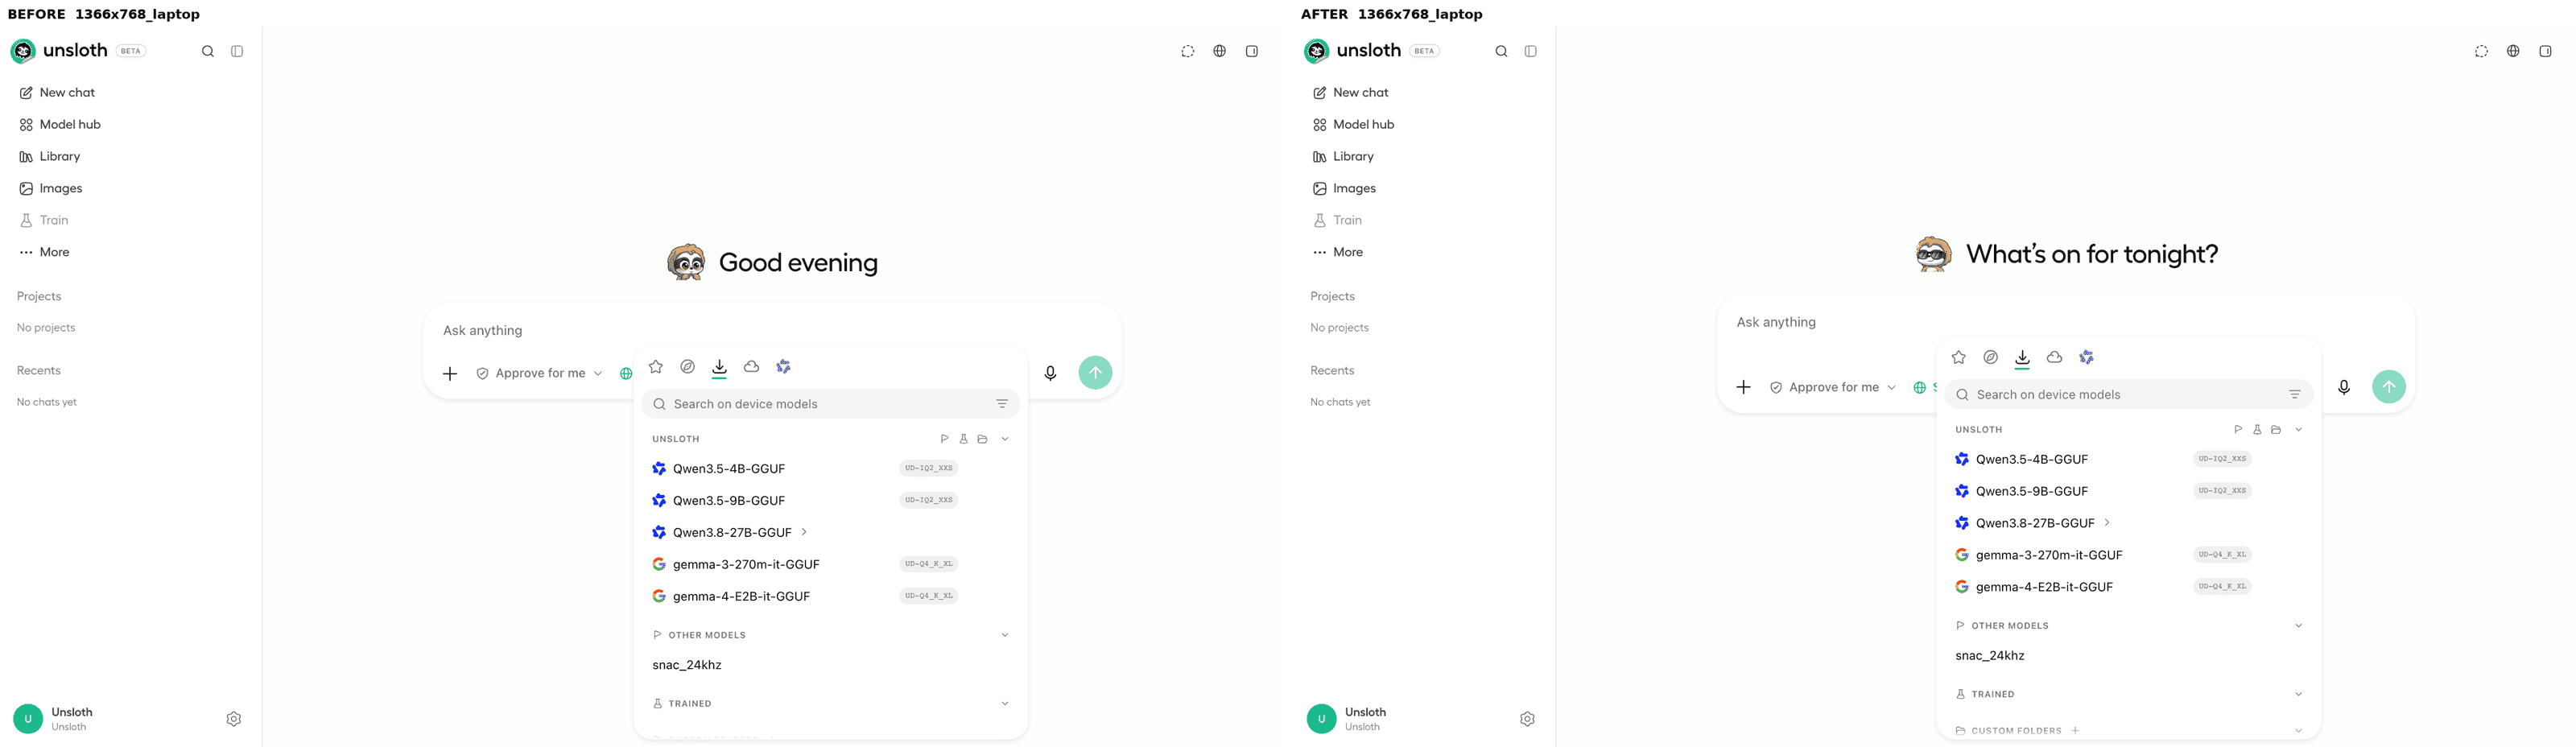 BEFORE 1366x768_laptop
unsloth BETA
New chat
Model hub
Library
Images
Train
More
Projects
No projects
Recents
No chats yet
Unsloth
Unsloth
U
Good evening
Ask anything
Approve for me
Search on device models
UNSLOTH
Qwen3.5-4B-GGUF UD-IQ2_XXS
Qwen3.5-9B-GGUF UD-IQ2_XXS
Qwen3.8-27B-GGUF
gemma-3-270m-it-GGUF UD-Q4_K_XL
gemma-4-E2B-it-GGUF UD-Q4_K_XL
OTHER MODELS
snac_24khz
TRAINED
AFTER 1366x768_laptop
unsloth BETA
New chat
Model hub
Library
Images
Train
More
Projects
No projects
Recents
No chats yet
Unsloth
Unsloth
U
What's on for tonight?
Ask anything
Approve for me
Search on device models
UNSLOTH
Qwen3.5-4B-GGUF UD-IQ2_XXS
Qwen3.5-9B-GGUF UD-IQ2_XXS
Qwen3.8-27B-GGUF
gemma-3-270m-it-GGUF UD-Q4_K_XL
gemma-4-E2B-it-GGUF UD-Q4_K_XL
OTHER MODELS
snac_24khz
TRAINED
CUSTOM FOLDERS